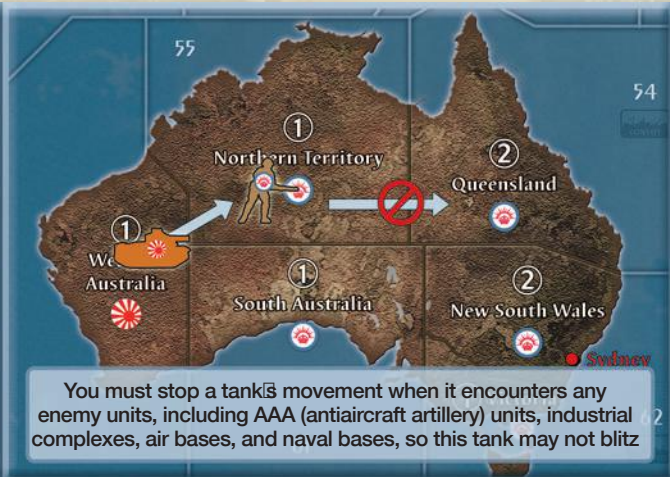 55
54
1
Northern Territory
2
Queensland
1
Australia
1
South Australia
2
New South Wales
Sydney
You must stop a tank□s movement when it encounters any
enemy units, including AAA (antiaircraft artillery) units, industrial
complexes, air bases, and naval bases, so this tank may not blitz
62